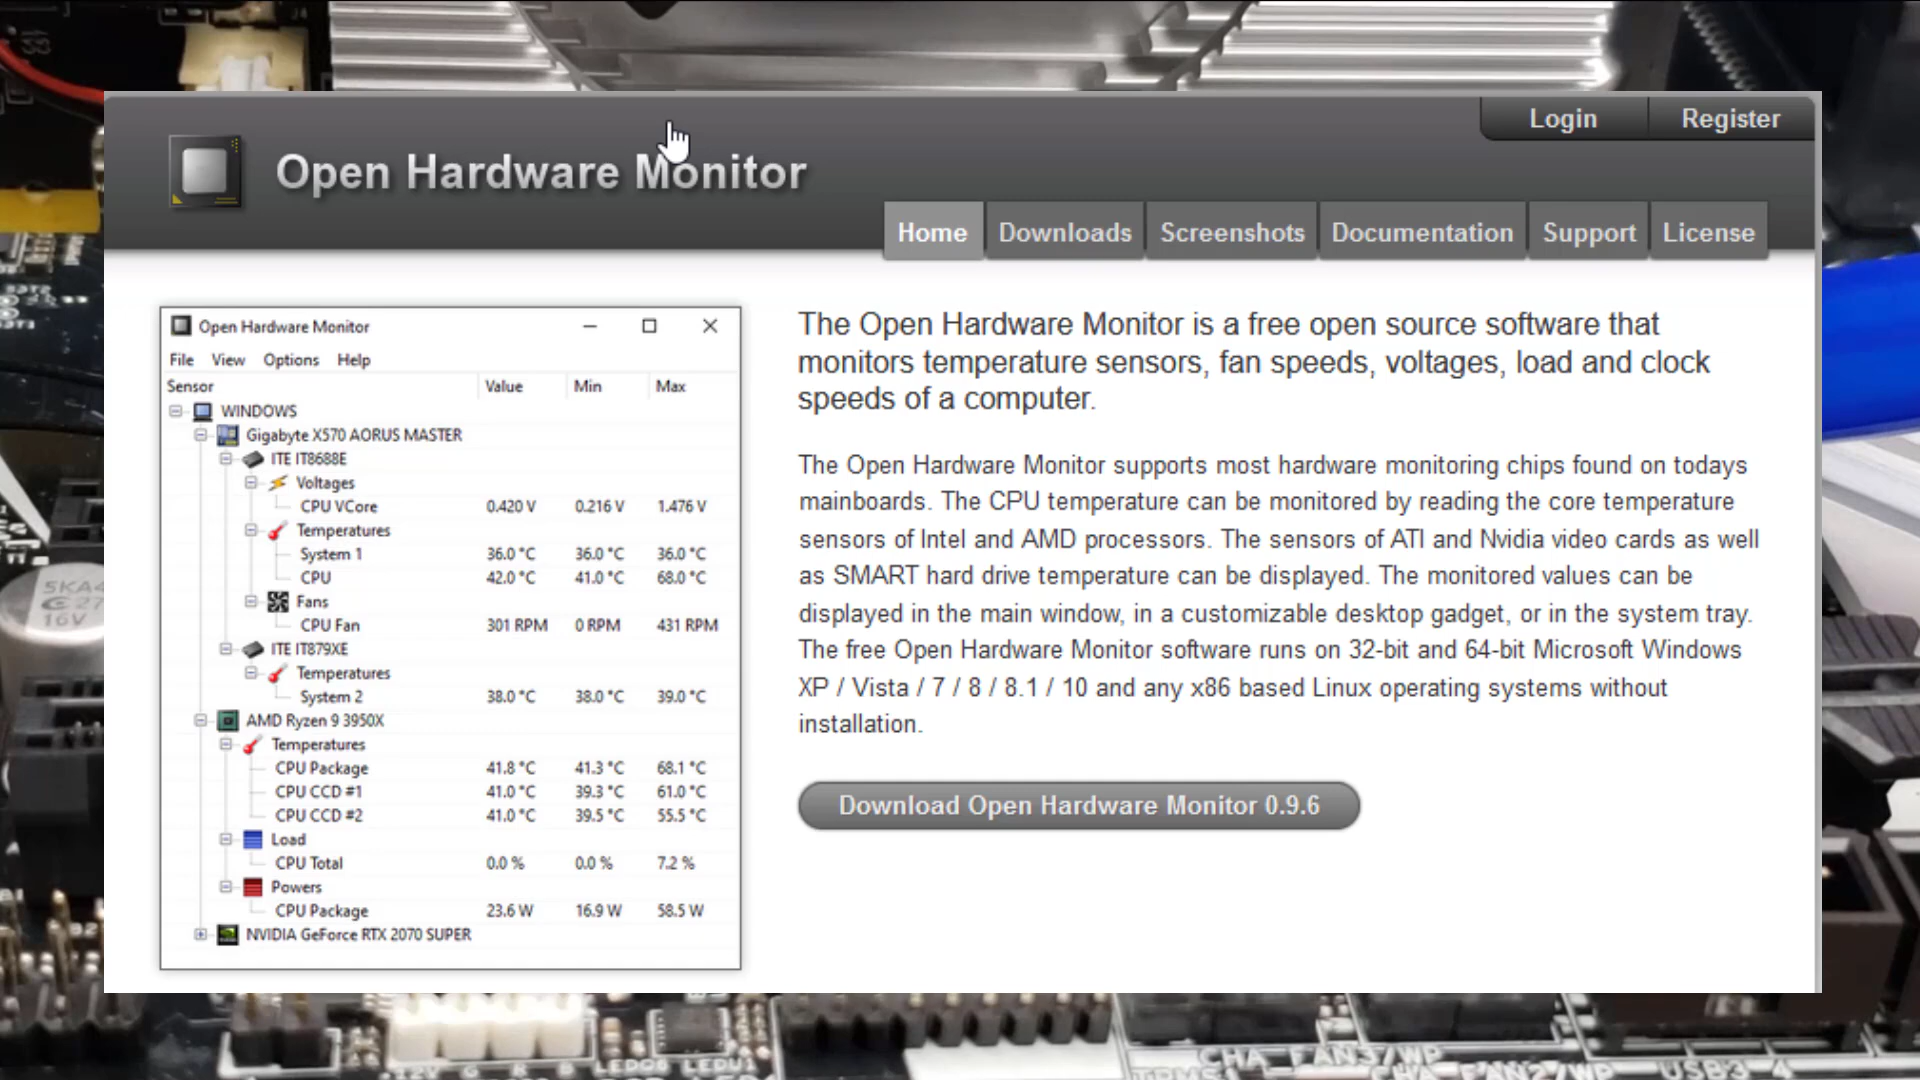 Login Register
Open Hardware Monitor
Home Downloads Screenshots Documentation Support License
Open Hardware Monitor
File View Options Help
Sensor Value Min Max
WINDOWS
Gigabyte X570 AORUS MASTER
ITE IT8688E
Voltages
CPU VCore 0.420 V 0.216 V 1.476 V
Temperatures
System 1 36.0 °C 36.0 °C 36.0 °C
CPU 42.0 °C 41.0 °C 68.0 °C
Fans
CPU Fan 301 RPM 0 RPM 431 RPM
ITE IT879XE
Temperatures
System 2 38.0 °C 38.0 °C 39.0 °C
AMD Ryzen 9 3950X
Temperatures
CPU Package 41.8 °C 41.3 °C 68.1 °C
CPU CCD #1 41.0 °C 39.3 °C 61.0 °C
CPU CCD #2 41.0 °C 39.5 °C 55.5 °C
Load
CPU Total 0.0 % 0.0 % 7.2 %
Powers
CPU Package 23.6 W 16.9 W 58.5 W
NVIDIA GeForce RTX 2070 SUPER
The Open Hardware Monitor is a free open source software that
monitors temperature sensors, fan speeds, voltages, load and clock
speeds of a computer.
The Open Hardware Monitor supports most hardware monitoring chips found on todays
mainboards. The CPU temperature can be monitored by reading the core temperature
sensors of Intel and AMD processors. The sensors of ATI and Nvidia video cards as well
as SMART hard drive temperature can be displayed. The monitored values can be
displayed in the main window, in a customizable desktop gadget, or in the system tray.
The free Open Hardware Monitor software runs on 32-bit and 64-bit Microsoft Windows
XP / Vista / 7 / 8 / 8.1 / 10 and any x86 based Linux operating systems without
installation.
Download Open Hardware Monitor 0.9.6
5KA4
27
16V